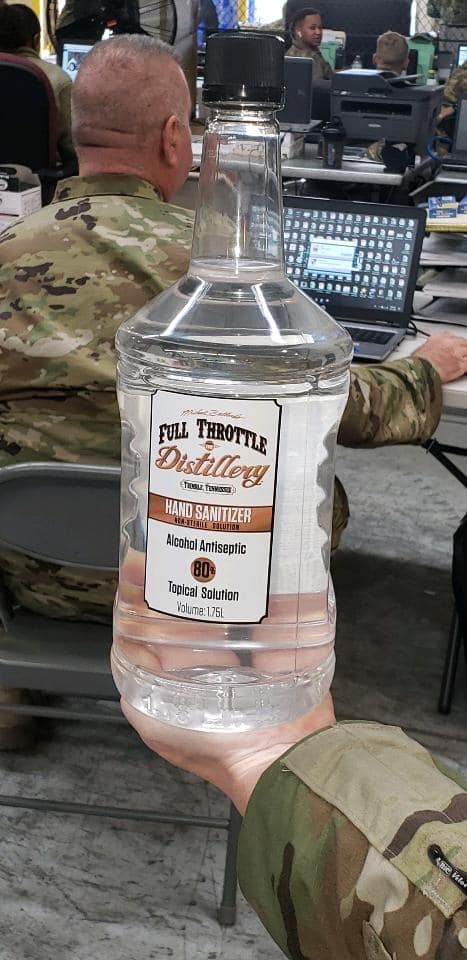 FULL THROTTLE
Distillery
TRIMBLE, TENNESSEE
HAND SANITIZER
NON-STERILE SOLUTION
Alcohol Antiseptic
80%
Topical Solution
Volume: 1.75L